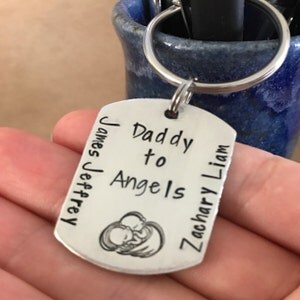 Daddy
to
Angels
James Jeffrey
Zachary Liam